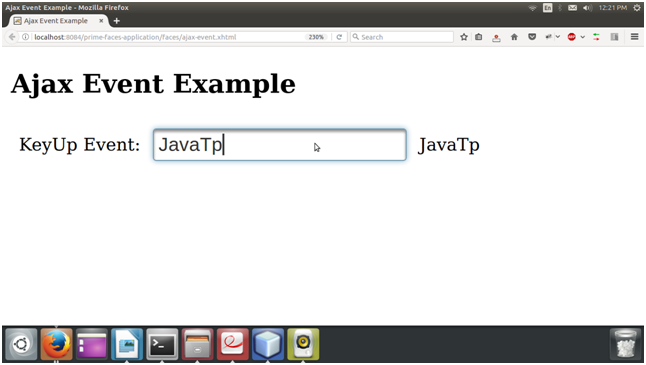 Ajax Event Example - Mozilla Firefox
En
12:21 PM
Ajax Event Example
localhost:8084/prime-faces-application/faces/ajax-event.xhtml
230%
Search
ABP
Ajax Event Example
KeyUp Event: JavaTp JavaTp